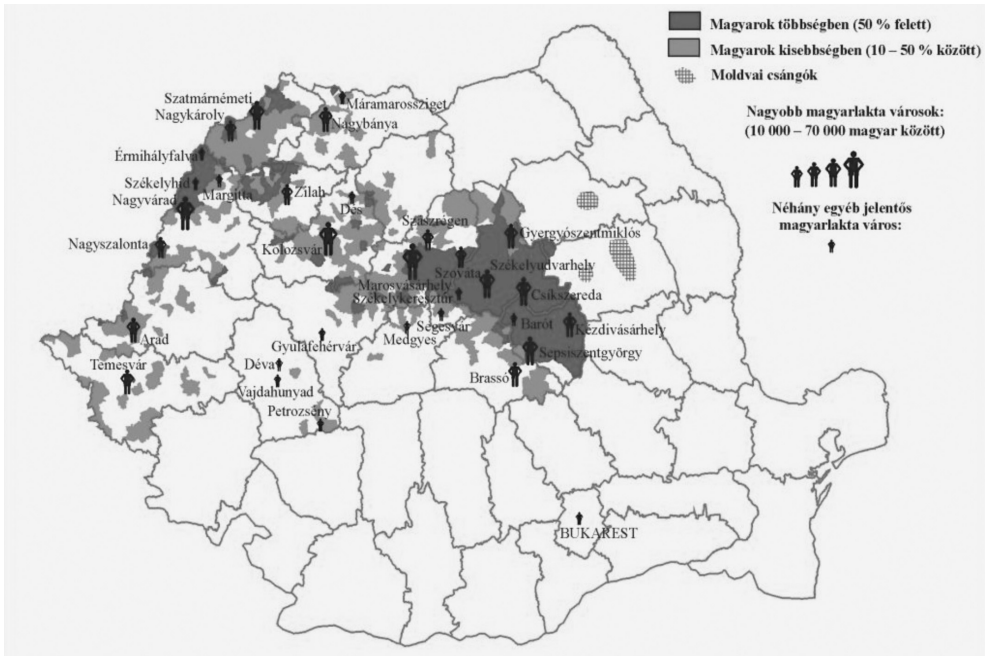 Magyarok többségben (50 % felett)
Magyarok kisebbségben (10 – 50 % között)
Moldvai csángók
Nagyobb magyarlakta városok:
(10 000 – 70 000 magyar között)
Néhány egyéb jelentős
magyarlakta város:
Szatmárnémeti
Nagykároly
Máramarossziget
Nagybánya
Érmihályfalva
Székelyhíd
Margitta
Nagyvárad
Zilah
Dés
Nagyszalonta
Kolozsvár
Szászrégen
Gyergyószentmiklós
Szováta
Székelyudvarhely
Marosvásárhely
Székelykeresztúr
Csíkszereda
Segesvár
Medgyes
Barót
Kézdivásárhely
Sepsiszentgyörgy
Brassó
Arad
Temesvár
Gyulafehérvár
Déva
Vajdahunyad
Petrozsény
BUKAREST